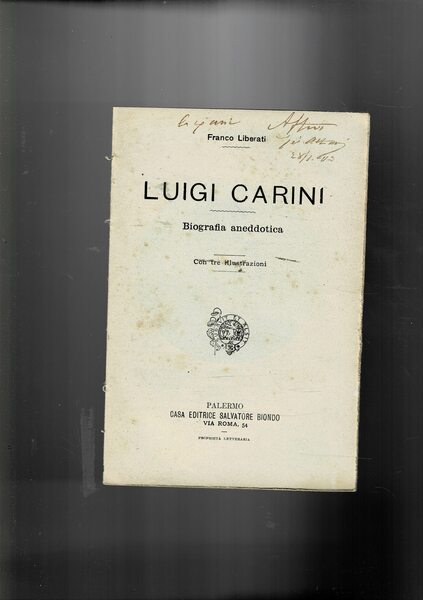 Franco Liberati
LUIGI CARINI
Biografia aneddotica
Con tre illustrazioni
PALERMO
CASA EDITRICE SALVATORE BIONDO
VIA ROMA, 54
PROPRIETÀ LETTERARIA